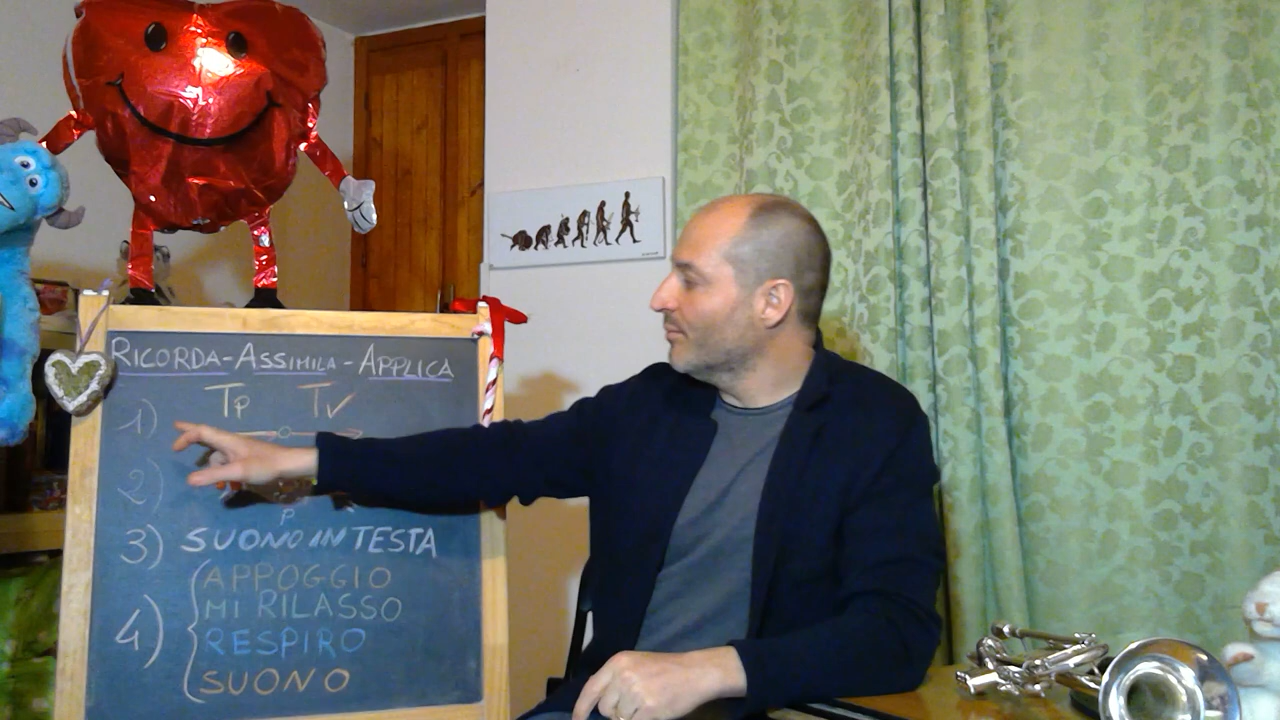 RICORDA-ASSIMILA-APPLICA
Tp Tv
1)
2)
P
3) SUONO IN TESTA
4) APPOGGIO
MI RILASSO
RESPIRO
SUONO